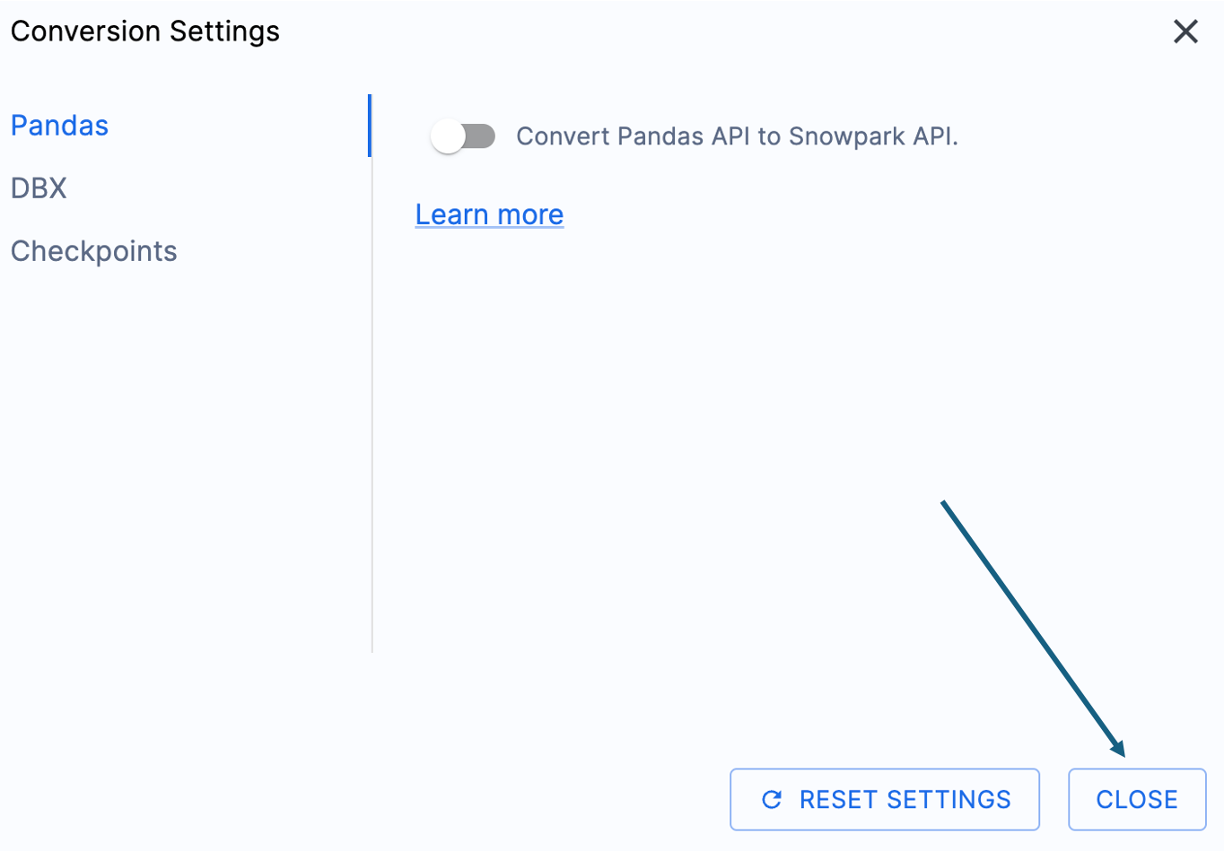 Conversion Settings
Pandas
DBX
Checkpoints
Convert Pandas API to Snowpark API.
Learn more
RESET SETTINGS
CLOSE